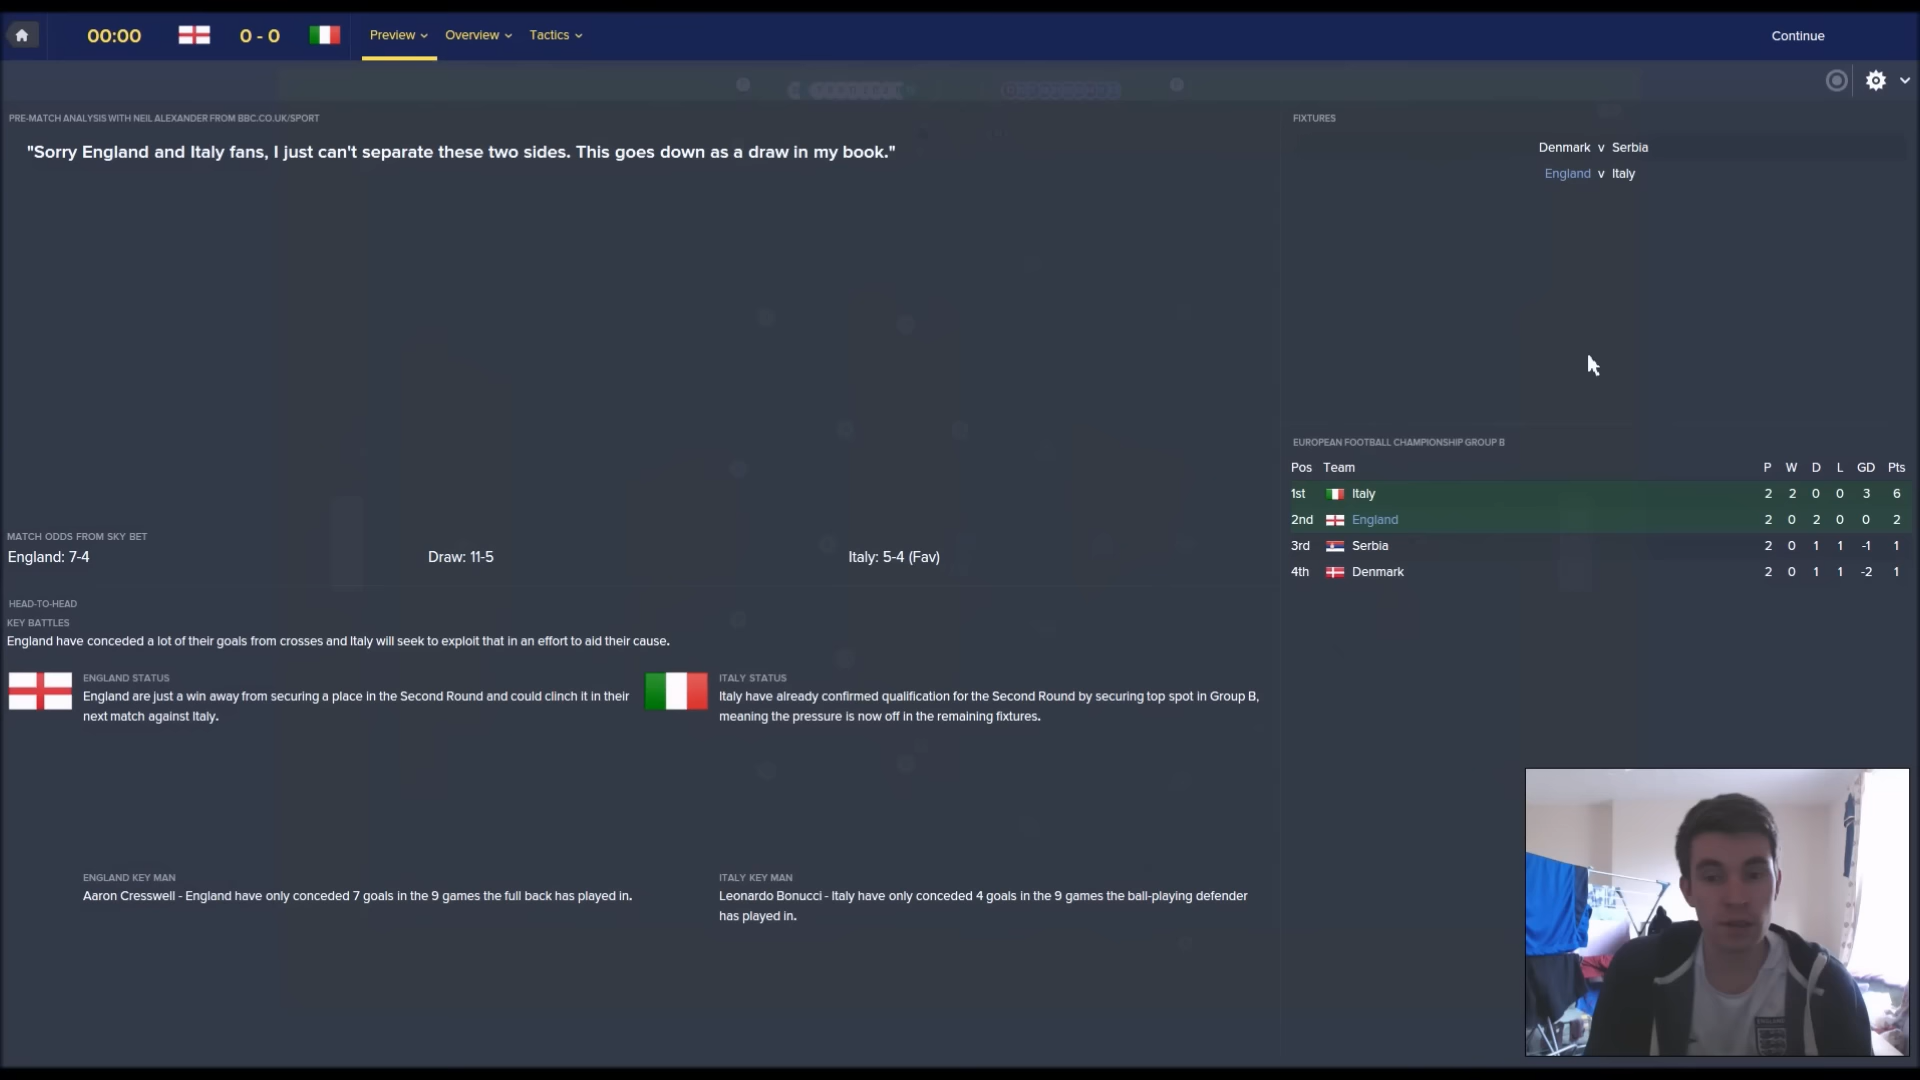 00:00 0 - 0 Preview Overview Tactics Continue
PRE-MATCH ANALYSIS WITH NEIL ALEXANDER FROM BBC.CO.UK/SPORT
"Sorry England and Italy fans, I just can't separate these two sides. This goes down as a draw in my book."
FIXTURES
Denmark v Serbia
England v Italy
MATCH ODDS FROM SKY BET
England: 7-4 Draw: 11-5 Italy: 5-4 (Fav)
HEAD-TO-HEAD
KEY BATTLES
England have conceded a lot of their goals from crosses and Italy will seek to exploit that in an effort to aid their cause.
ENGLAND STATUS
England are just a win away from securing a place in the Second Round and could clinch it in their
next match against Italy.
ITALY STATUS
Italy have already confirmed qualification for the Second Round by securing top spot in Group B,
meaning the pressure is now off in the remaining fixtures.
ENGLAND KEY MAN
Aaron Cresswell - England have only conceded 7 goals in the 9 games the full back has played in.
ITALY KEY MAN
Leonardo Bonucci - Italy have only conceded 4 goals in the 9 games the ball-playing defender
has played in.
EUROPEAN FOOTBALL CHAMPIONSHIP GROUP B
Pos Team P W D L GD Pts
1st Italy 2 2 0 0 3 6
2nd England 2 0 2 0 0 2
3rd Serbia 2 0 1 1 -1 1
4th Denmark 2 0 1 1 -2 1